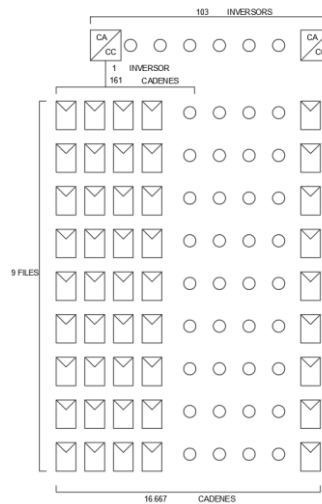 103 INVERSORS
CA
CC
CA
1 INVERSOR
161 CADENES
9 FILES
16.667 CADENES